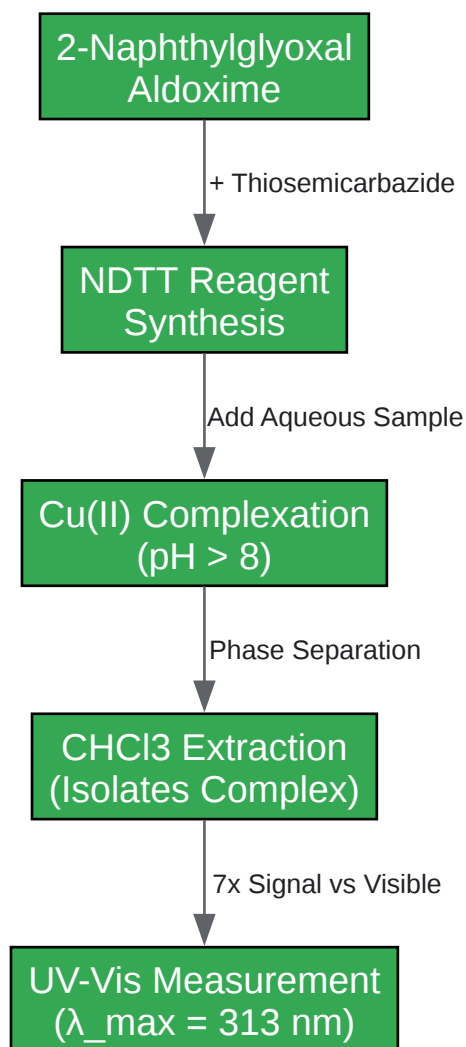 2-Naphthylglyoxal
Aldoxime
+ Thiosemicarbazide
NDTT Reagent
Synthesis
Add Aqueous Sample
Cu(II) Complexation
(pH > 8)
Phase Separation
CHCl3 Extraction
(Isolates Complex)
7x Signal vs Visible
UV-Vis Measurement
(λ_max = 313 nm)